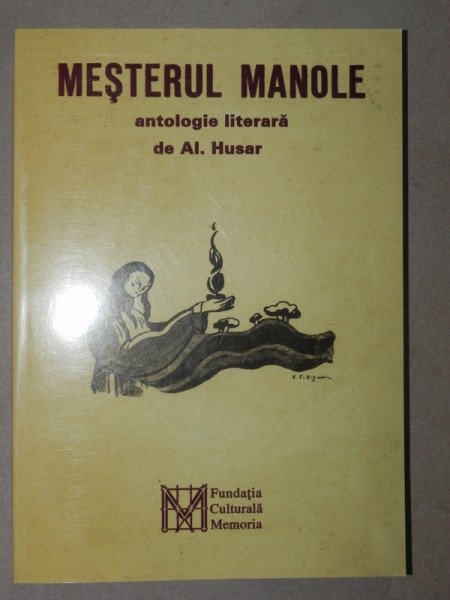 MEŞTERUL MANOLE
antologie literară
de Al. Husar
Fundaţia
Culturală
Memoria